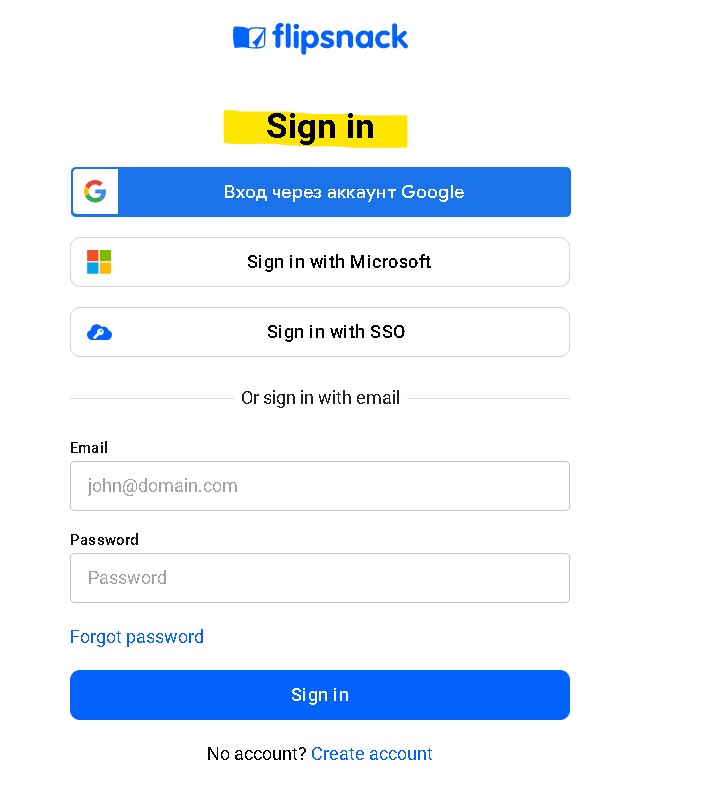 flipsnack
Sign in
Вход через аккаунт Google
Sign in with Microsoft
Sign in with SSO
Or sign in with email
Email
john@domain.com
Password
Password
Forgot password
Sign in
No account? Create account